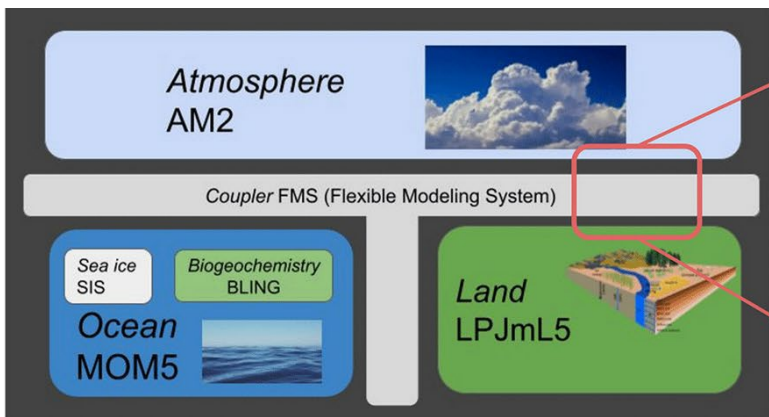 Atmosphere
AM2
Coupler FMS (Flexible Modeling System)
Sea ice
SIS
Biogeochemistry
BLING
Ocean
MOM5
Land
LPJmL5